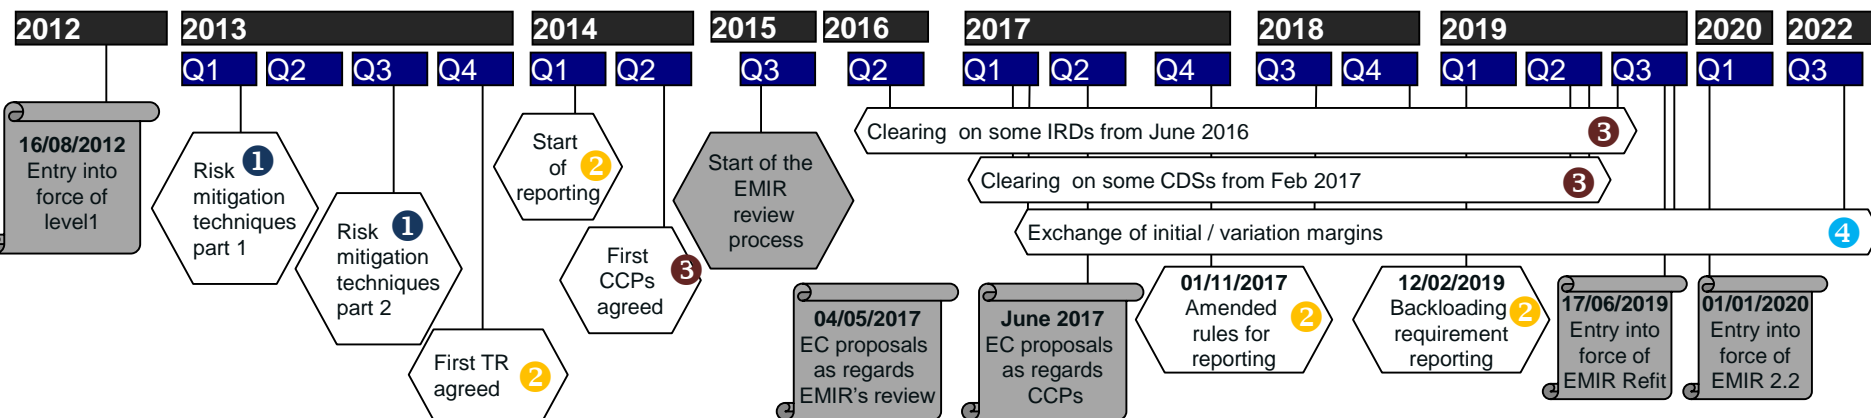 2012
2013
2014
2015
2016
2017
2018
2019
2020
2022
Q1
Q2
Q3
Q4
Q1
Q2
Q3
Q2
Q1
Q2
Q4
Q3
Q4
Q1
Q2
Q3
Q1
Q3
16/08/2012
Entry into
force of
level1
Risk 1
mitigation
techniques
part 1
Risk 1
mitigation
techniques
part 2
First TR
agreed 2
Start
of 2
reporting
First
CCPs 3
agreed
Start of the
EMIR
review
process
Clearing on some IRDs from June 2016 3
Clearing on some CDSs from Feb 2017 3
Exchange of initial / variation margins 4
04/05/2017
EC proposals
as regards
EMIR's review
June 2017
EC proposals
as regards
CCPs
01/11/2017
Amended 2
rules for
reporting
12/02/2019
Backloading 2
requirement
reporting
17/06/2019
Entry into
force of
EMIR Refit
01/01/2020
Entry into
force of
EMIR 2.2